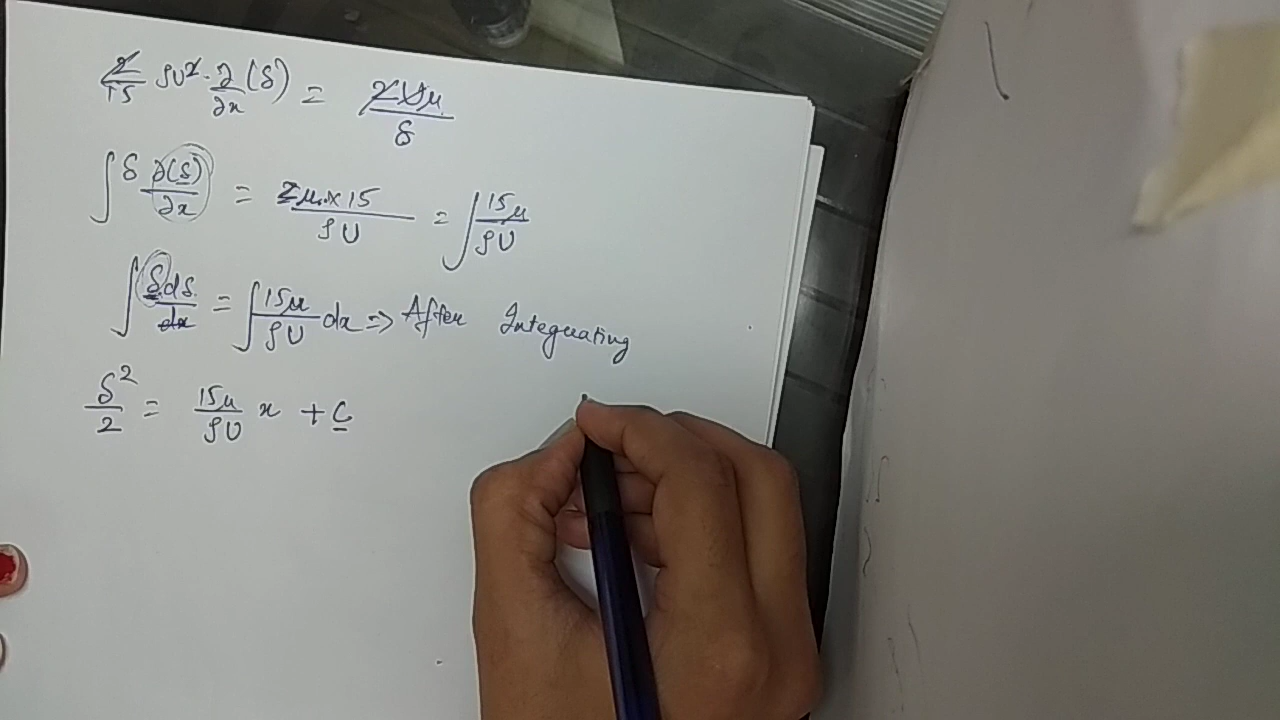 2/15 ρU² · ∂/∂x (δ) = 2Uμ/δ
∫ δ ∂(δ)/∂x = 2μ × 15/ρU = ∫ 15μ/ρU
∫ δdδ/dx = ∫ 15μ/ρU dx ⇒ After Integrating
δ²/2 = 15μ/ρU x + C